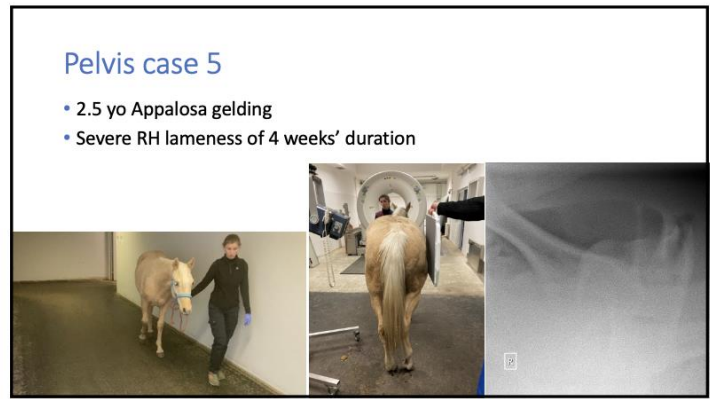 Pelvis case 5
• 2.5 yo Appalosa gelding
• Severe RH lameness of 4 weeks’ duration